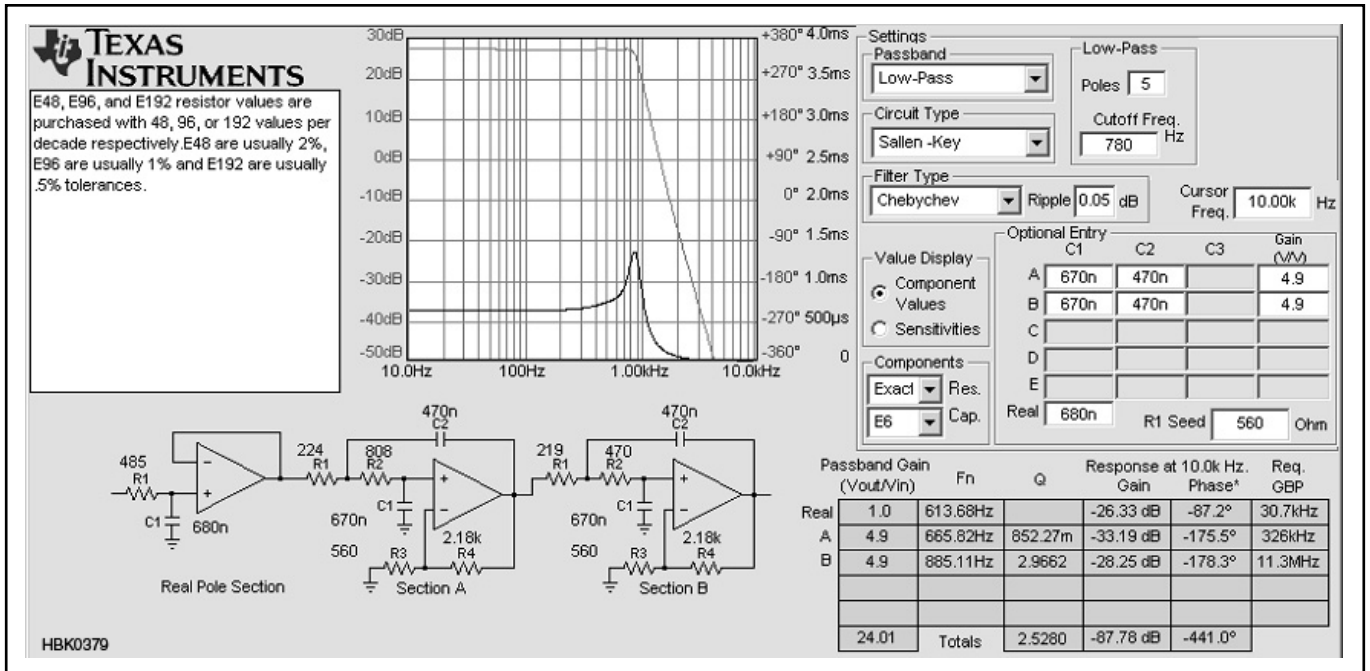 TEXAS
INSTRUMENTS
E48, E96, and E192 resistor values are
purchased with 48, 96, or 192 values per
decade respectively.E48 are usually 2%,
E96 are usually 1% and E192 are usually
.5% tolerances.
30dB
20dB
10dB
0dB
-10dB
-20dB
-30dB
-40dB
-50dB
+380° 4.0ms
+270° 3.5ms
+180° 3.0ms
+90° 2.5ms
0° 2.0ms
-90° 1.5ms
-180° 1.0ms
-270° 500µs
-360° 0
10.0Hz 100Hz 1.00kHz 10.0kHz
Settings
Passband
Low-Pass
Low-Pass
Poles 5
Cutoff Freq.
780 Hz
Circuit Type
Sallen -Key
Filter Type
Chebychev Ripple 0.05 dB
Cursor
Freq. 10.00k Hz
Value Display
Component
Values
Sensitivities
Components
Exact Res.
E6 Cap.
Optional Entry
C1 C2 C3 Gain
(V/V)
A 670n 470n 4.9
B 670n 470n 4.9
C
D
E
Real 680n R1 Seed 560 Ohm
485
R1
C1
680n
-
+
Real Pole Section
224
R1
808
R2
470n
C2
C1
670n
+
-
560
R3
2.18k
R4
Section A
219
R1
470
R2
470n
C2
C1
670n
+
-
560
R3
2.18k
R4
Section B
Passband Gain
(Vout/Vin) Fn Q Response at 10.0k Hz. Req.
Gain Phase* GBP
Real 1.0 613.68Hz -26.33 dB -87.2° 30.7kHz
A 4.9 665.82Hz 852.27m -33.19 dB -175.5° 326kHz
B 4.9 885.11Hz 2.9662 -28.25 dB -178.3° 11.3MHz
24.01 Totals 2.5280 -87.78 dB -441.0°
HBK0379